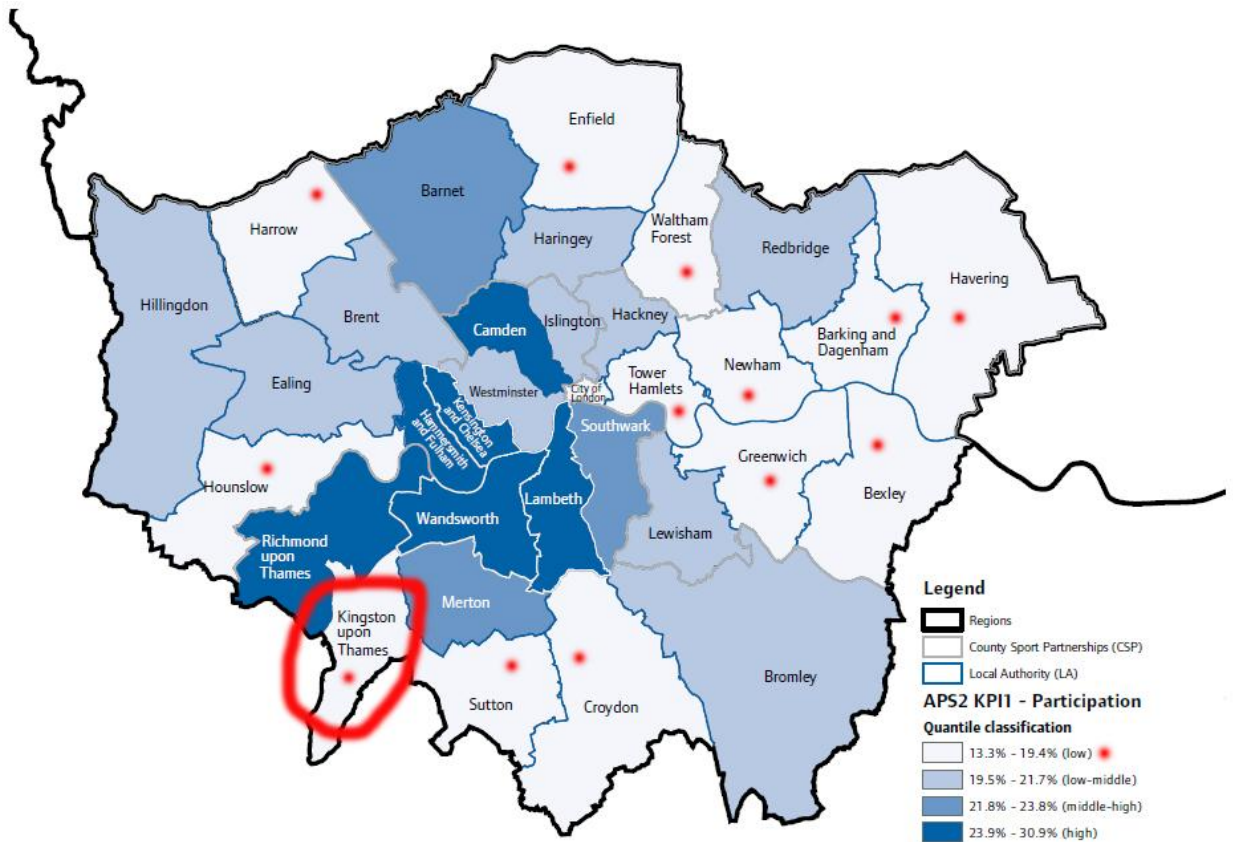 Enfield
Barnet
Harrow
Waltham
Forest
Haringey
Redbridge
Havering
Hillingdon
Brent
Camden
Islington
Hackney
Barking and
Dagenham
Newham
Tower
Hamlets
Ealing
Westminster
City of
London
Kensington
and Chelsea
Hammersmith
and Fulham
Southwark
Greenwich
Hounslow
Bexley
Lambeth
Wandsworth
Lewisham
Richmond
upon
Thames
Kingston
upon
Thames
Merton
Sutton
Croydon
Bromley
Legend
Regions
County Sport Partnerships (CSP)
Local Authority (LA)
APS2 KPI1 - Participation
Quantile classification
13.3% - 19.4% (low)
19.5% - 21.7% (low-middle)
21.8% - 23.8% (middle-high)
23.9% - 30.9% (high)